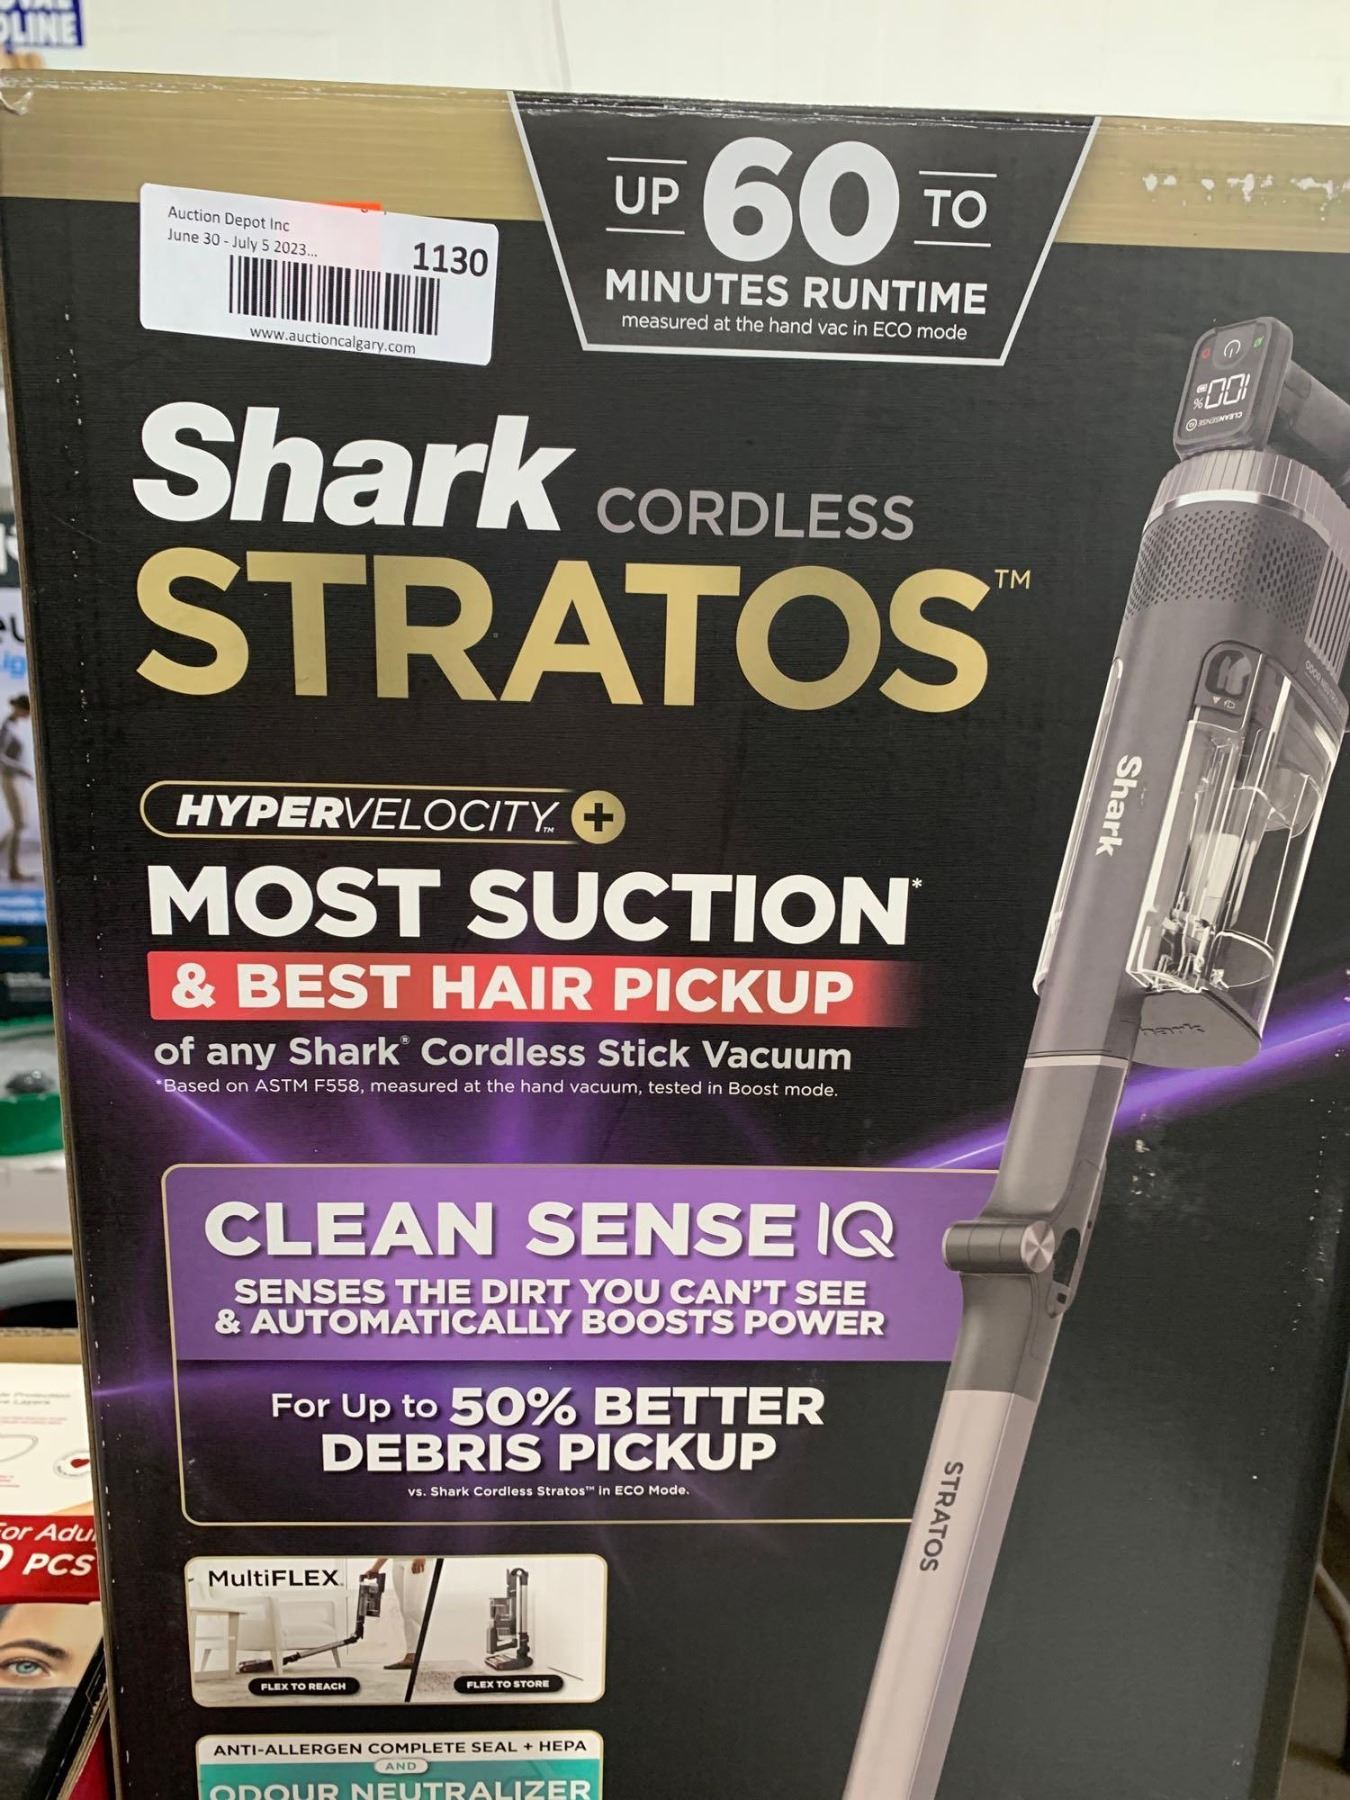 Auction Depot Inc
June 30 - July 5 2023...
1130
www.auctioncalgary.com
UP TO 60
MINUTES RUNTIME
measured at the hand vac in ECO mode
100%
CLEANSENSE IQ
Shark CORDLESS
STRATOS™
HYPERVELOCITY™ +
MOST SUCTION*
& BEST HAIR PICKUP
of any Shark® Cordless Stick Vacuum
*Based on ASTM F558, measured at the hand vacuum, tested in Boost mode.
Shark
CLEAN SENSE IQ
SENSES THE DIRT YOU CAN'T SEE
& AUTOMATICALLY BOOSTS POWER
For Up to 50% BETTER
DEBRIS PICKUP
vs. Shark Cordless Stratos™ in ECO Mode.
STRATOS
MultiFLEX
FLEX TO REACH
FLEX TO STORE
ANTI-ALLERGEN COMPLETE SEAL + HEPA
AND
ODOUR NEUTRALIZER
PCS